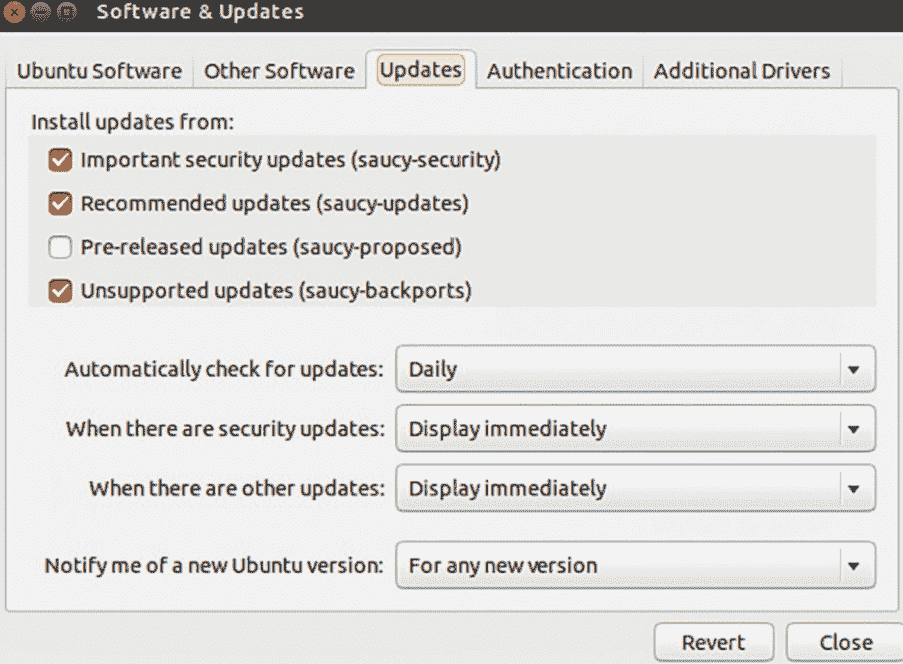 Software & Updates
Ubuntu Software Other Software Updates Authentication Additional Drivers
Install updates from:
Important security updates (saucy-security)
Recommended updates (saucy-updates)
Pre-released updates (saucy-proposed)
Unsupported updates (saucy-backports)
Automatically check for updates: Daily
When there are security updates: Display immediately
When there are other updates: Display immediately
Notify me of a new Ubuntu version: For any new version
Revert Close